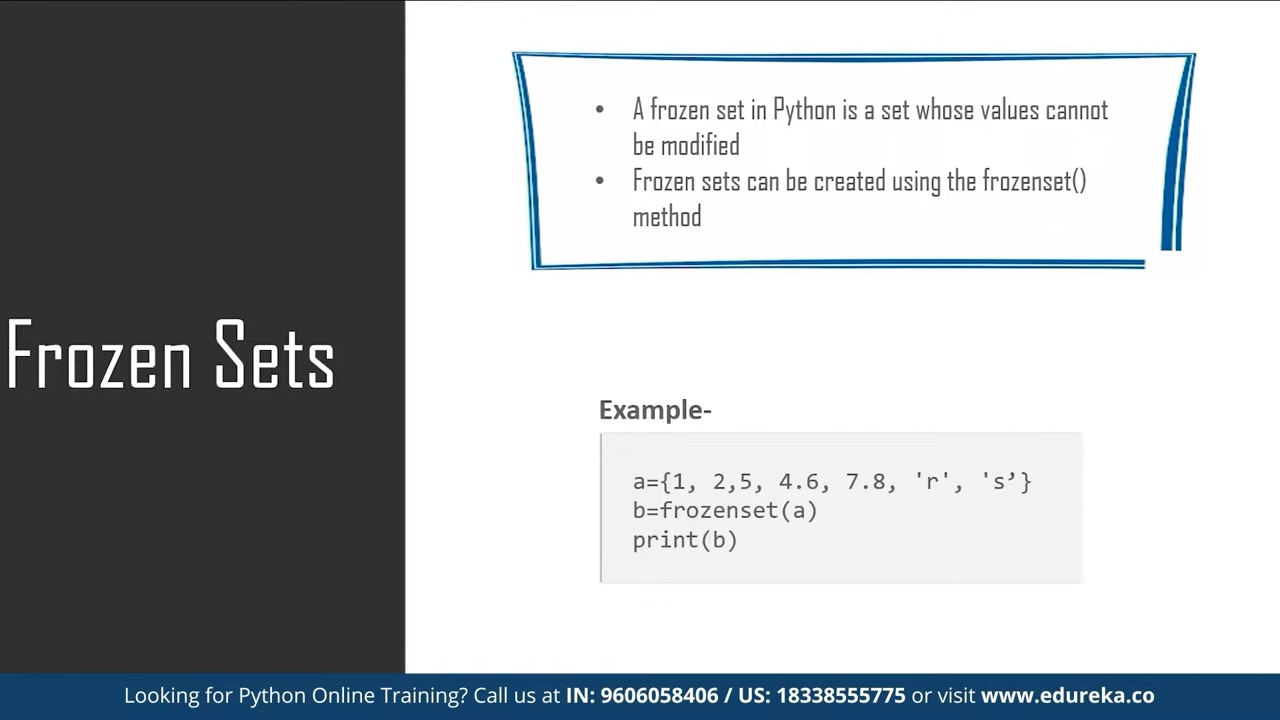 • A frozen set in Python is a set whose values cannot
be modified
• Frozen sets can be created using the frozenset()
method
Frozen Sets
Example-
a={1, 2,5, 4.6, 7.8, 'r', 's’}
b=frozenset(a)
print(b)
Looking for Python Online Training? Call us at IN: 9606058406 / US: 18338555775 or visit www.edureka.co